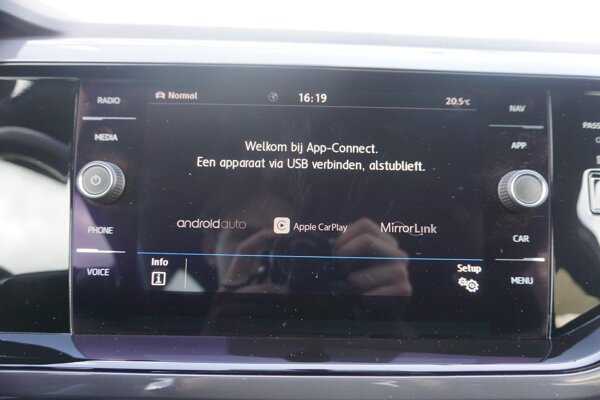 RADIO
MEDIA
PHONE
VOICE
Normal 16:19 20.5°C
Welkom bij App-Connect.
Een apparaat via USB verbinden, alstublieft.
androidauto Apple CarPlay MirrorLink
Info Setup
NAV
APP
CAR
MENU